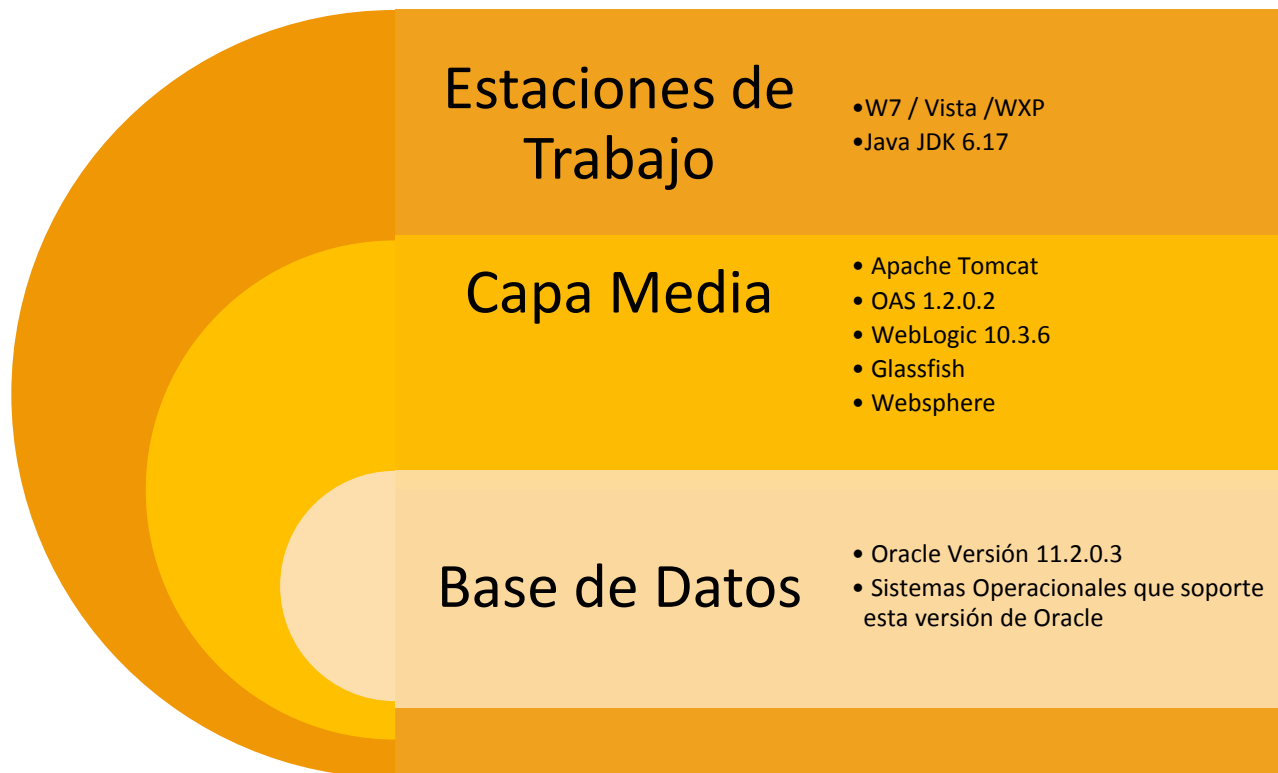 Estaciones de
Trabajo
•W7 / Vista /WXP
•Java JDK 6.17
Capa Media
• Apache Tomcat
• OAS 1.2.0.2
• WebLogic 10.3.6
• Glassfish
• Websphere
Base de Datos
• Oracle Versión 11.2.0.3
• Sistemas Operacionales que soporte
esta versión de Oracle